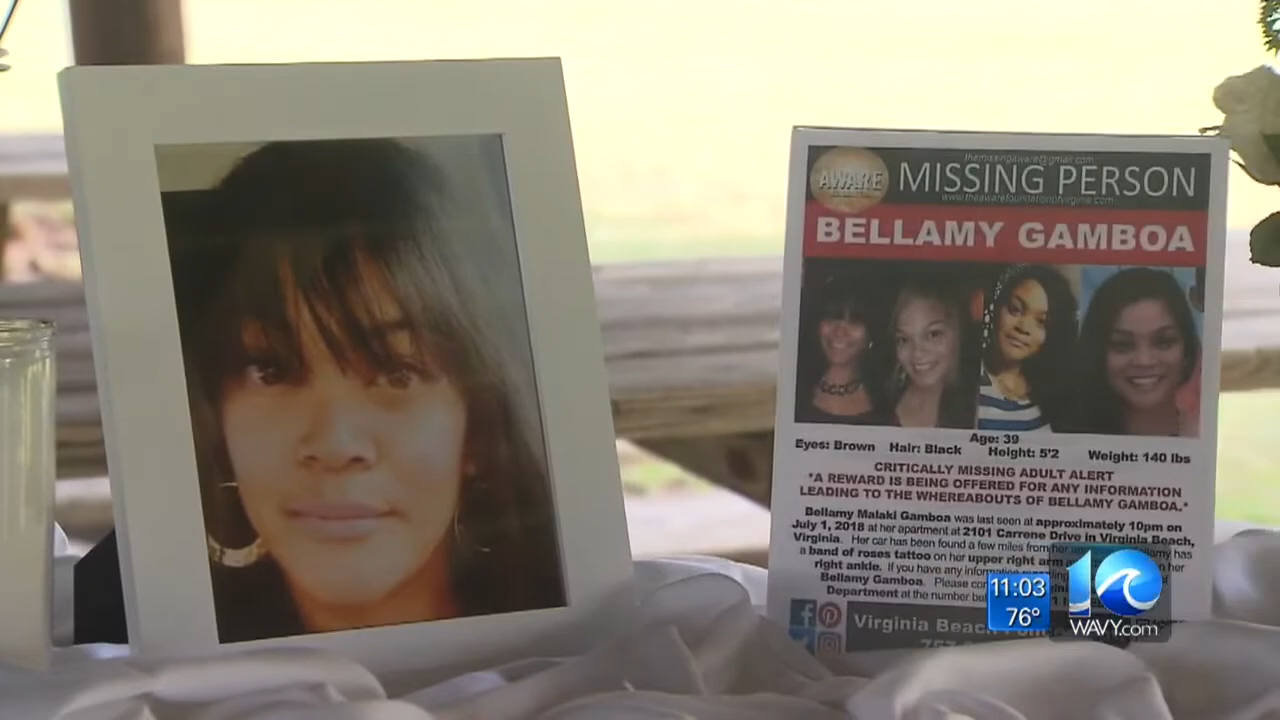 themissingaware@gmail.com
AWARE
MISSING PERSON
www.theawarefoundationofvirginia.com
BELLAMY GAMBOA
Age: 39
Eyes: Brown Hair: Black Height: 5'2 Weight: 140 lbs
CRITICALLY MISSING ADULT ALERT
*A REWARD IS BEING OFFERED FOR ANY INFORMATION
LEADING TO THE WHEREABOUTS OF BELLAMY GAMBOA.*
Bellamy Malaki Gamboa was last seen at approximately 10pm on
July 1, 2018 at her apartment at 2101 Carrene Drive in Virginia Beach,
Virginia. Her car has been found a few miles from her
a band of roses tattoo on her upper right arm on her
right ankle. If you have any of
Bellamy Gamboa. Please
Department at the number
Virginia Beach
11:03
76°
10
WAVY.com